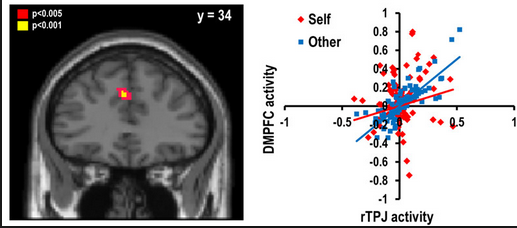 p<0.005
p<0.001
y = 34
Self
Other
DMPFC activity
1
0.8
0.6
0.4
0.2
0
-0.2
-0.4
-0.6
-0.8
-1
-1
-0.5
0
0.5
1
rTPJ activity